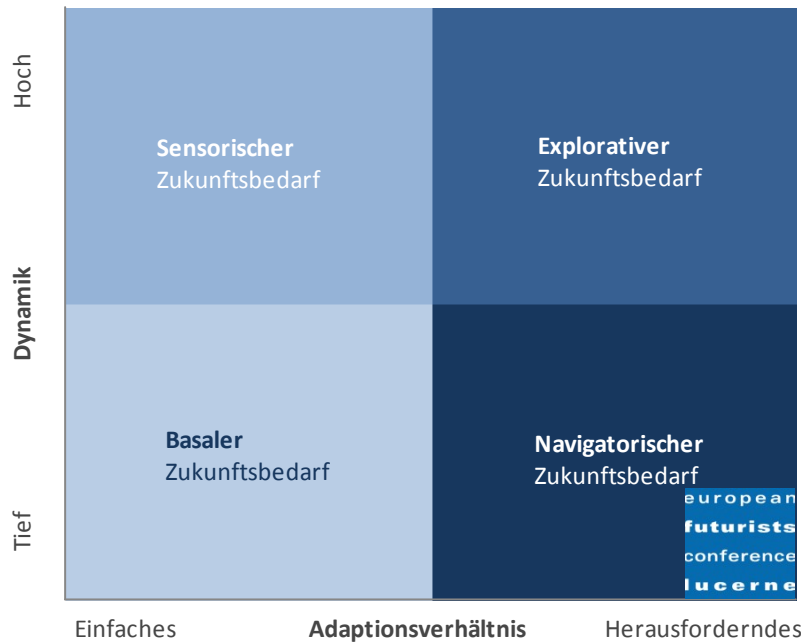 Hoch
Sensorischer
Zukunftsbedarf
Explorativer
Zukunftsbedarf
Dynamik
Basaler
Zukunftsbedarf
Navigatorischer
Zukunftsbedarf
european
futurists
conference
lucerne
Tief
Einfaches
Adaptionsverhältnis
Herausforderndes